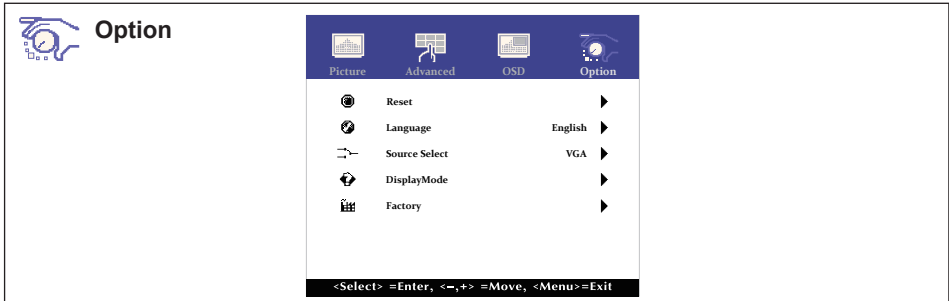 Option
Picture Advanced OSD Option
Reset
Language English
Source Select VGA
DisplayMode
Factory
<Select> =Enter, <−,+> =Move, <Menu>=Exit